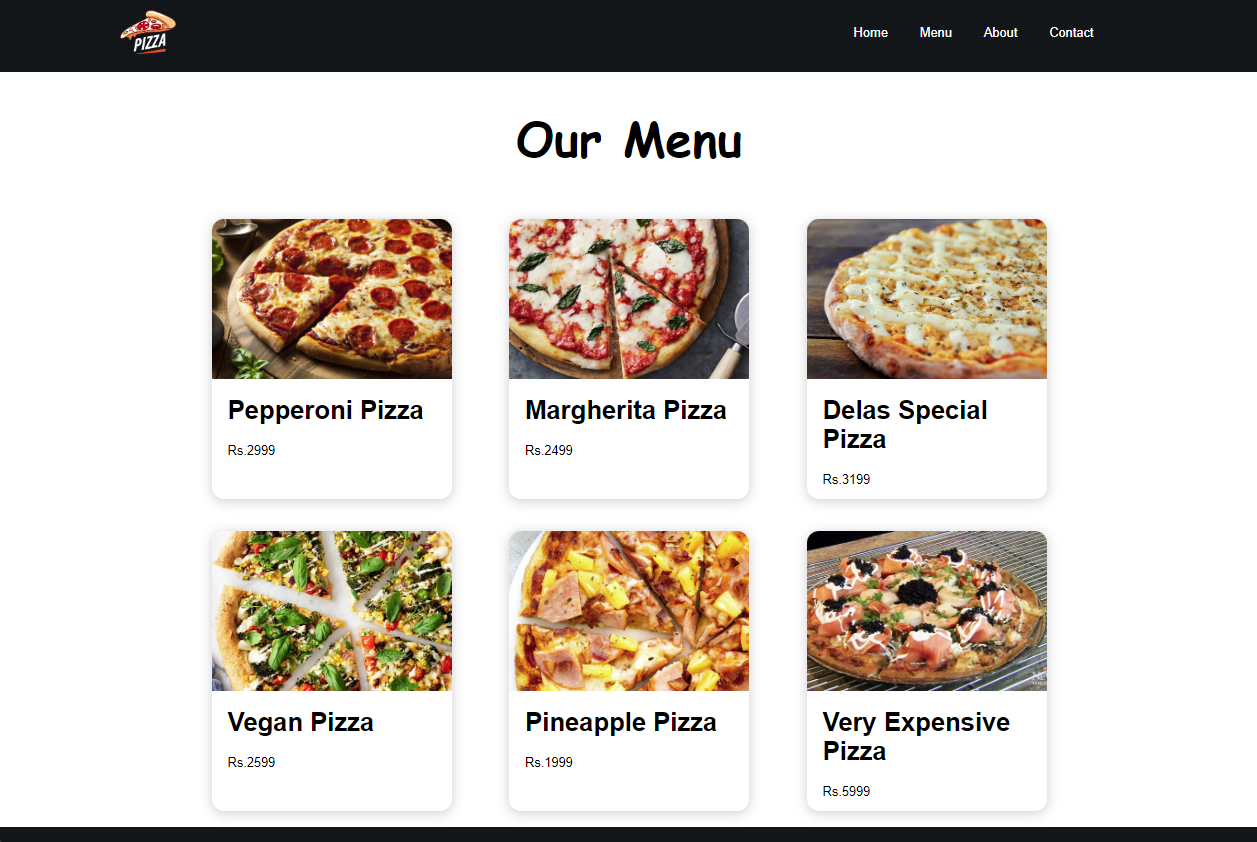 PIZZA
Home Menu About Contact
Our Menu
Pepperoni Pizza
Rs.2999
Margherita Pizza
Rs.2499
Delas Special
Pizza
Rs.3199
Vegan Pizza
Rs.2599
Pineapple Pizza
Rs.1999
Very Expensive
Pizza
Rs.5999